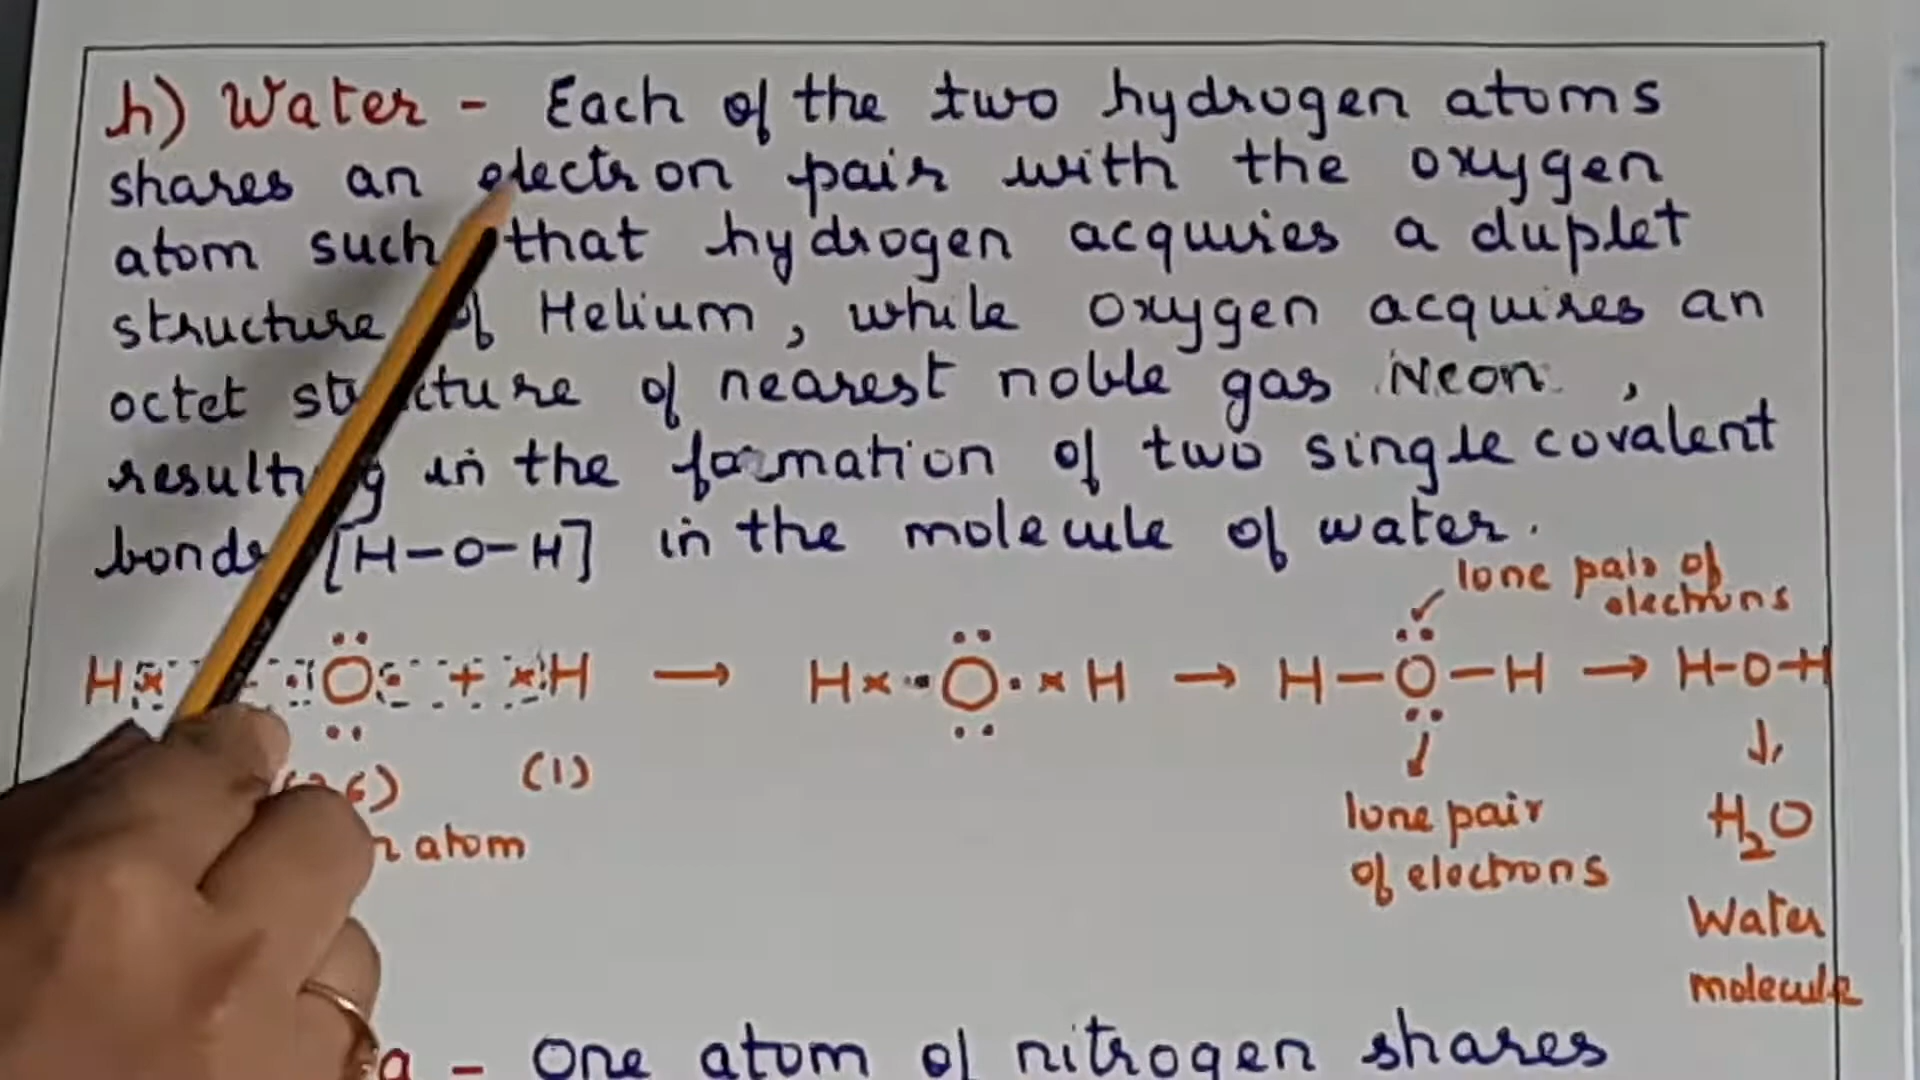 h) Water - Each of the two hydrogen atoms
shares an electron pair with the oxygen
atom such that hydrogen acquries a duplet
structure of Helium, while oxygen acquires an
octet structure of nearest noble gas Neon,
resulting in the formation of two single covalent
bonds [H-O-H] in the molecule of water.
lone pair of
electrons
H× O + ×H → H× • O • × H → H-O-H → H-O-H
6) (1)
atom
lone pair
of electrons
H₂O
Water
molecule
- One atom of nitrogen shares